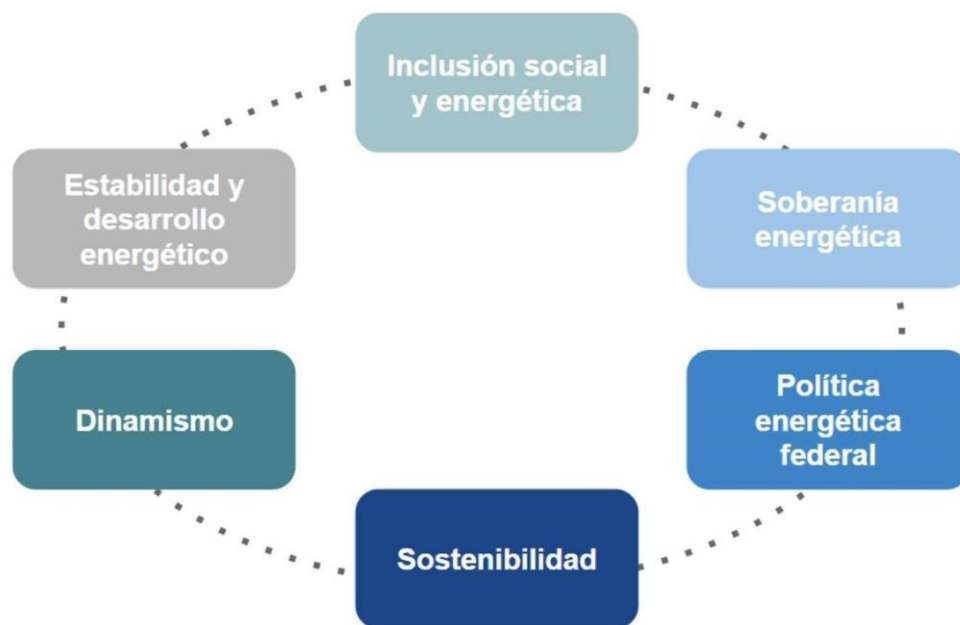 Inclusión social
y energética
Estabilidad y
desarrollo
energético
Soberanía
energética
Dinamismo
Política
energética
federal
Sostenibilidad